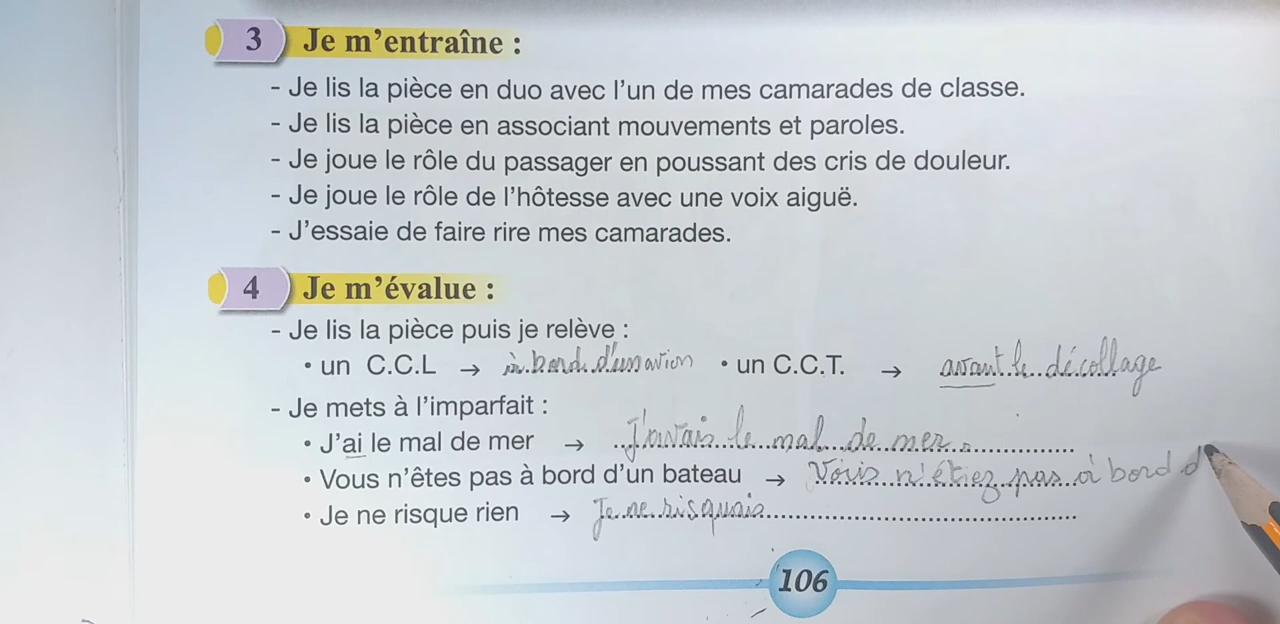 3 Je m'entraîne :
- Je lis la pièce en duo avec l'un de mes camarades de classe.
- Je lis la pièce en associant mouvements et paroles.
- Je joue le rôle du passager en poussant des cris de douleur.
- Je joue le rôle de l'hôtesse avec une voix aiguë.
- J'essaie de faire rire mes camarades.
4 Je m'évalue :
- Je lis la pièce puis je relève :
• un C.C.L → à bord d'un avion • un C.C.T. → avant le décollage
- Je mets à l'imparfait :
• J'ai le mal de mer → J'avais le mal de mer.
• Vous n'êtes pas à bord d'un bateau → Vous n'étiez pas à bord d
• Je ne risque rien → Je ne risquais
106